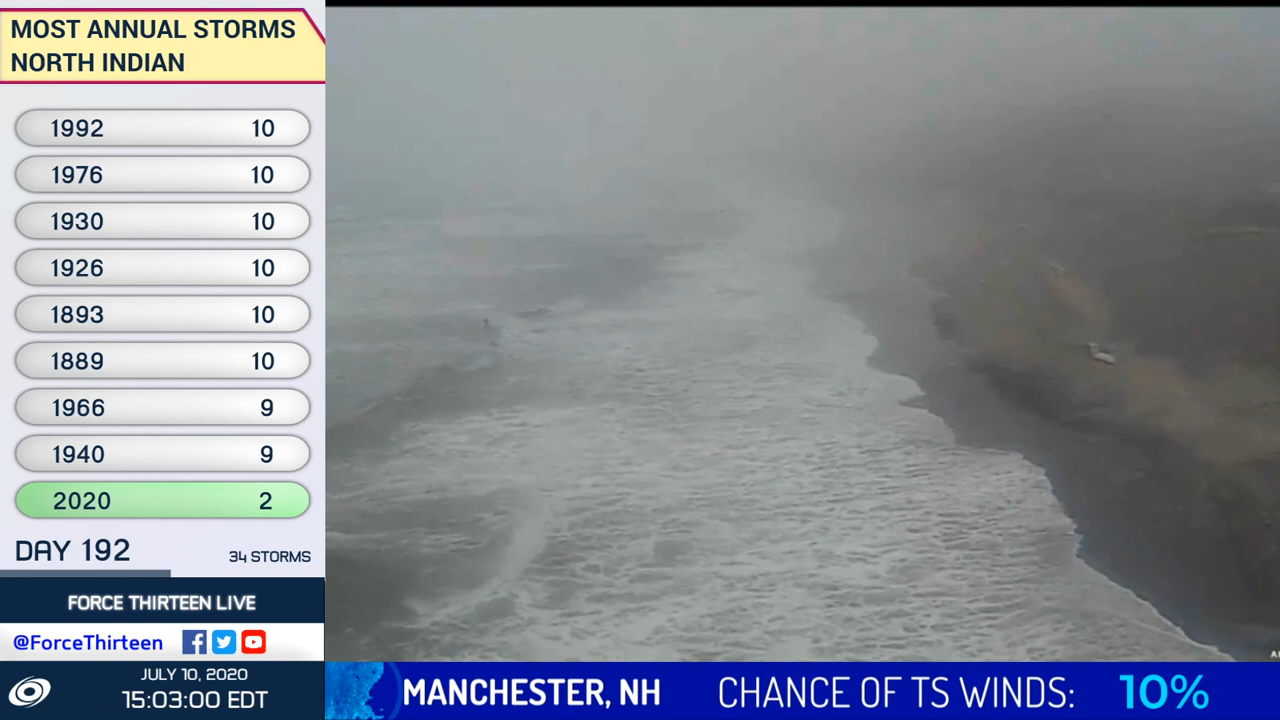 MOST ANNUAL STORMS
NORTH INDIAN
1992 10
1976 10
1930 10
1926 10
1893 10
1889 10
1966 9
1940 9
2020 2
DAY 192
34 STORMS
FORCE THIRTEEN LIVE
@ForceThirteen
JULY 10, 2020
15:03:00 EDT
MANCHESTER, NH CHANCE OF TS WINDS: 10%